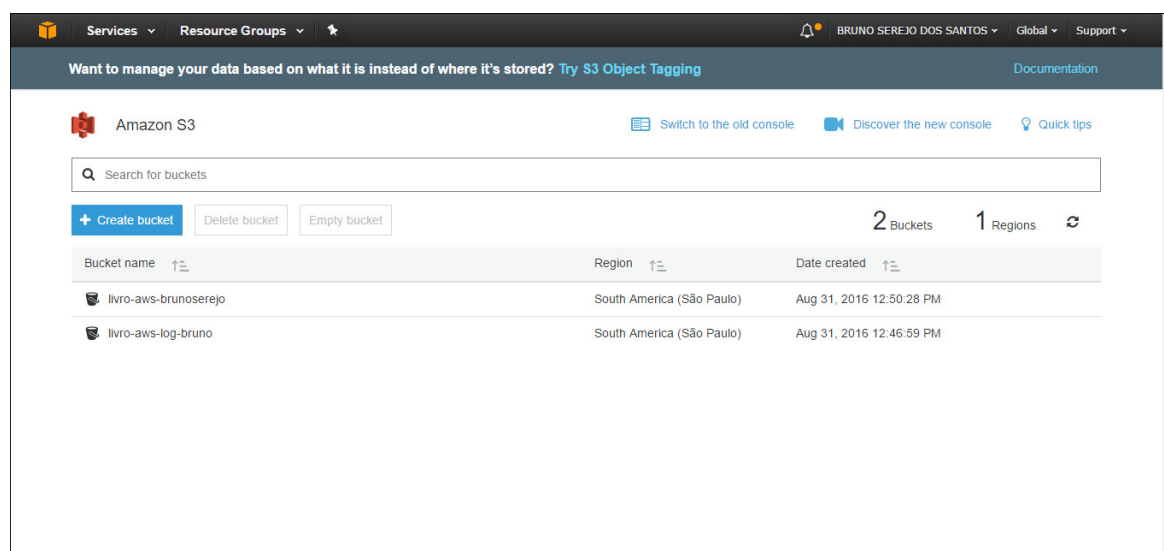 Services Resource Groups BRUNO SEREJO DOS SANTOS Global Support
Want to manage your data based on what it is instead of where it's stored? Try S3 Object Tagging Documentation
Amazon S3 Switch to the old console Discover the new console Quick tips
Search for buckets
+ Create bucket Delete bucket Empty bucket 2 Buckets 1 Regions
Bucket name Region Date created
livro-aws-brunoserejo South America (São Paulo) Aug 31, 2016 12:50:28 PM
livro-aws-log-bruno South America (São Paulo) Aug 31, 2016 12:46:59 PM